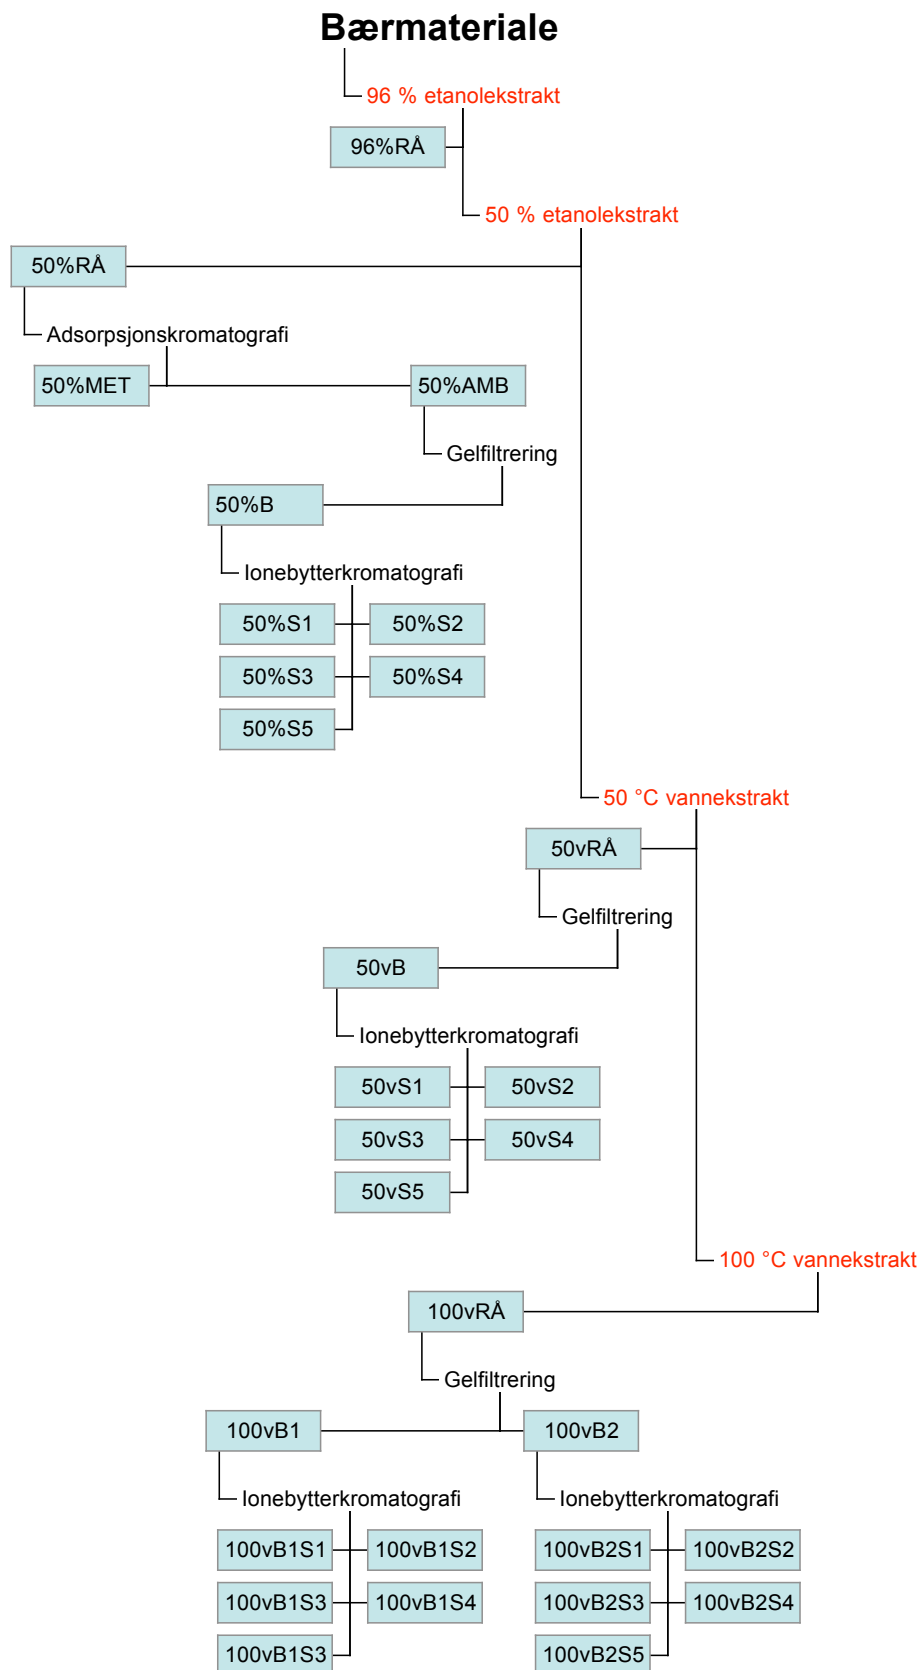 Bærmateriale
96 % etanolekstrakt
96%RÅ
50 % etanolekstrakt
50%RÅ
Adsorpsjonskromatografi
50%MET
50%AMB
Gelfiltrering
50%B
Ionebytterkromatografi
50%S1
50%S2
50%S3
50%S4
50%S5
50 °C vannekstrakt
50vRÅ
Gelfiltrering
50vB
Ionebytterkromatografi
50vS1
50vS2
50vS3
50vS4
50vS5
100 °C vannekstrakt
100vRÅ
Gelfiltrering
100vB1
100vB2
Ionebytterkromatografi
Ionebytterkromatografi
100vB1S1
100vB1S2
100vB2S1
100vB2S2
100vB1S3
100vB1S4
100vB2S3
100vB2S4
100vB1S3
100vB2S5